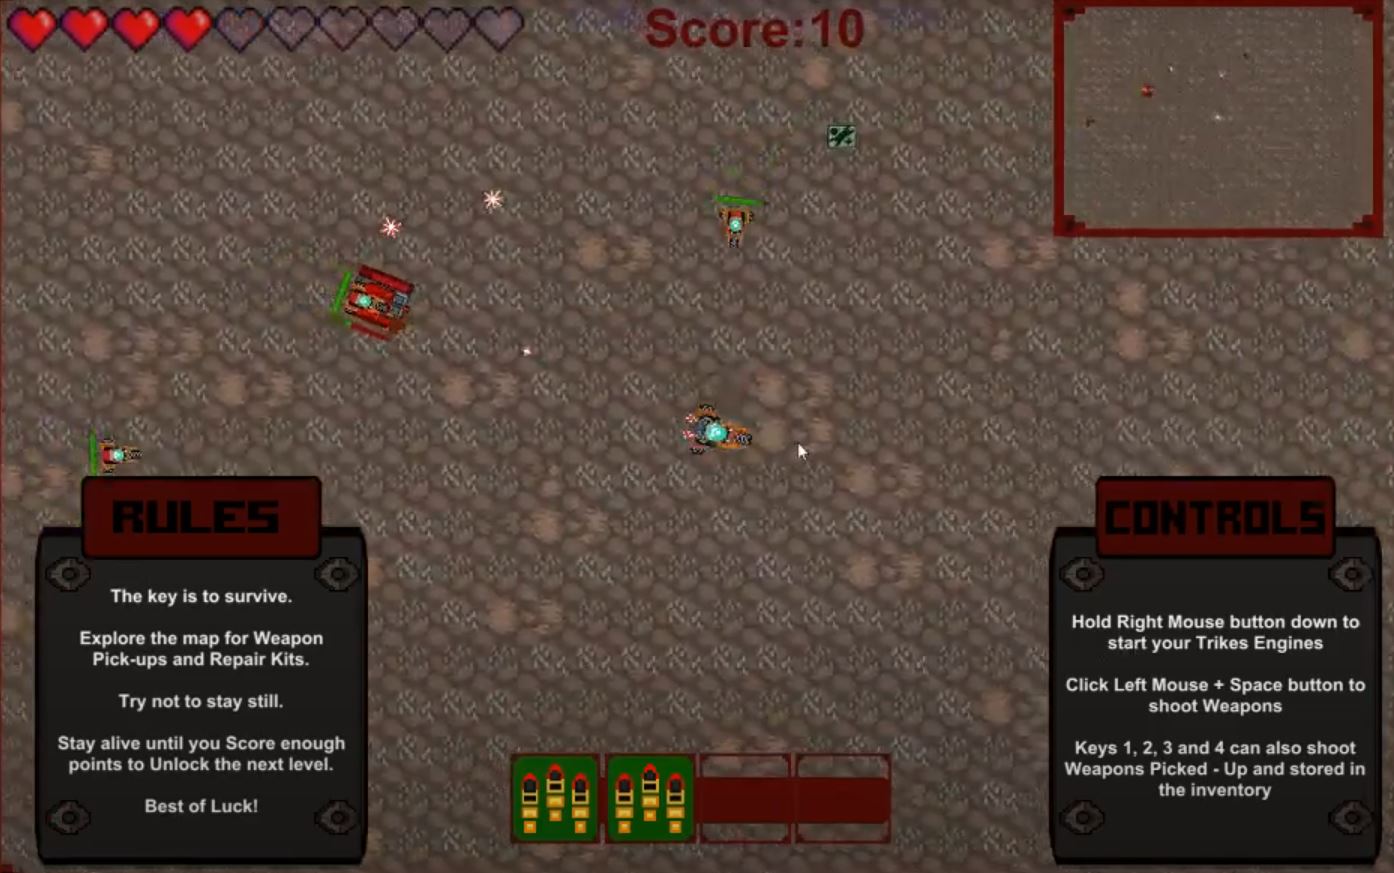 Score:10
RULES
The key is to survive.
Explore the map for Weapon
Pick-ups and Repair Kits.
Try not to stay still.
Stay alive until you Score enough
points to Unlock the next level.
Best of Luck!
CONTROLS
Hold Right Mouse button down to
start your Trikes Engines
Click Left Mouse + Space button to
shoot Weapons
Keys 1, 2, 3 and 4 can also shoot
Weapons Picked - Up and stored in
the inventory